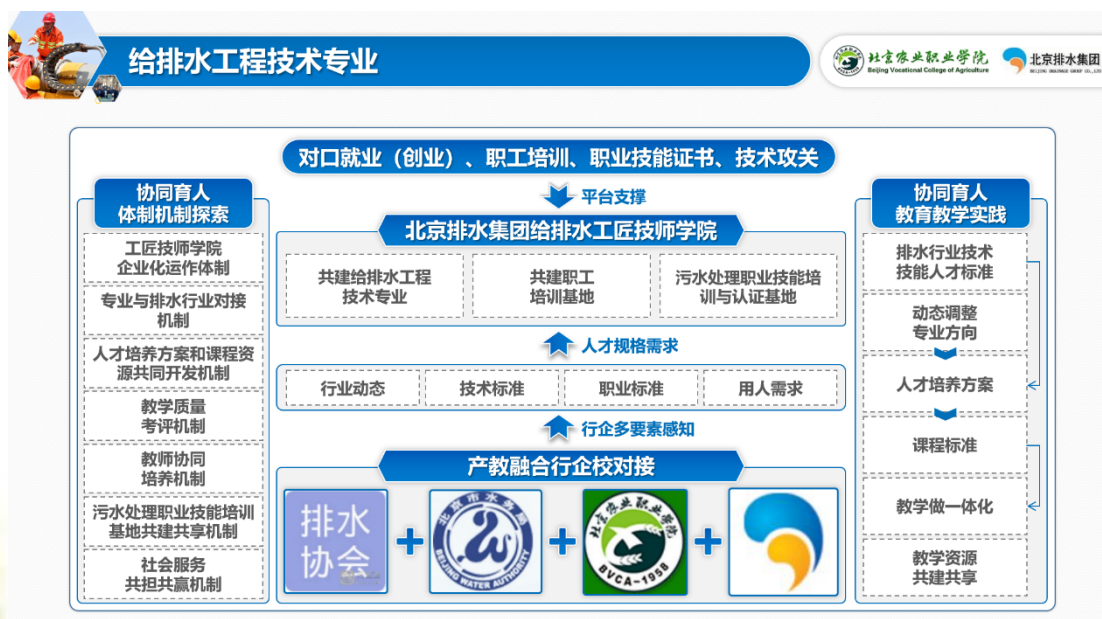 给排水工程技术专业
北京农业职业学院
Beijing Vocational College of Agriculture
北京排水集团
BEIJING DRAINAGE GROUP CO.,LTD
对口就业（创业）、职工培训、职业技能证书、技术攻关
平台支撑
协同育人
体制机制探索
工匠技师学院
企业化运作体制
专业与排水行业对接
机制
人才培养方案和课程资
源共同开发机制
教学质量
考评机制
教师协同
培养机制
污水处理职业技能培训
基地共建共享机制
社会服务
共担共赢机制
北京排水集团给排水工匠技师学院
共建给排水工程
技术专业
共建职工
培训基地
污水处理职业技能培
训与认证基地
人才规格需求
行业动态
技术标准
职业标准
用人需求
行企多要素感知
产教融合行企校对接
排水
协会
+
北京市水务局
BEIJING WATER AUTHORITY
+
北京农业职业学院
BVCA-1958
+
协同育人
教育教学实践
排水行业技术
技能人才标准
动态调整
专业方向
人才培养方案
课程标准
教学做一体化
教学资源
共建共享